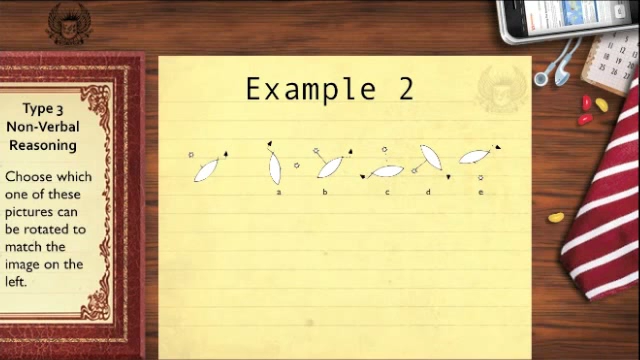 Example 2
Type 3
Non-Verbal
Reasoning
Choose which
one of these
pictures can
be rotated to
match the
image on the
left.
a b c d e